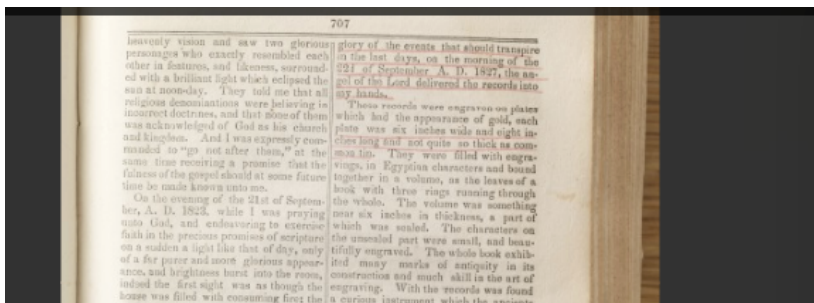 707
heavenly vision and saw two glorious
personages who exactly resembled each
other in features, and likeness, surround-
ed with a brilliant light which eclipsed the
sun at noon-day. They told me that all
religious denominations were believing in
incorrect doctrines, and that none of them
was acknowledged of God as his church
and kingdom. And I was expressly com-
manded to "go not after them," at the
same time receiving a promise that the
fulness of the gospel should at some future
time be made known unto me.
On the evening of the 21st of Septem-
ber, A. D. 1823, while I was praying
unto God, and endeavoring to exercise
faith in the precious promises of scripture
on a sudden a light like that of day, only
of a far purer and more glorious appear-
ance, and brightness burst into the room,
indeed the first sight was as though the
house was filled with consuming fire; the
glory of the events that should transpire
in the last days, on the morning of the
22d of September A. D. 1827, the an-
gel of the Lord delivered the records into
my hands.
These records were engraven on plates
which had the appearance of gold, each
plate was six inches wide and eight in-
ches long and not quite so thick as com-
mon tin. They were filled with engra-
vings, in Egyptian characters and bound
together in a volume, as the leaves of a
book with three rings running through
the whole. The volume was something
near six inches in thickness, a part of
which was sealed. The characters on
the unsealed part were small, and beau-
tifully engraved. The whole book exhib-
ited many marks of antiquity in its
construction and much skill in the art of
engraving. With the records was found
a curious instrument which the ancients